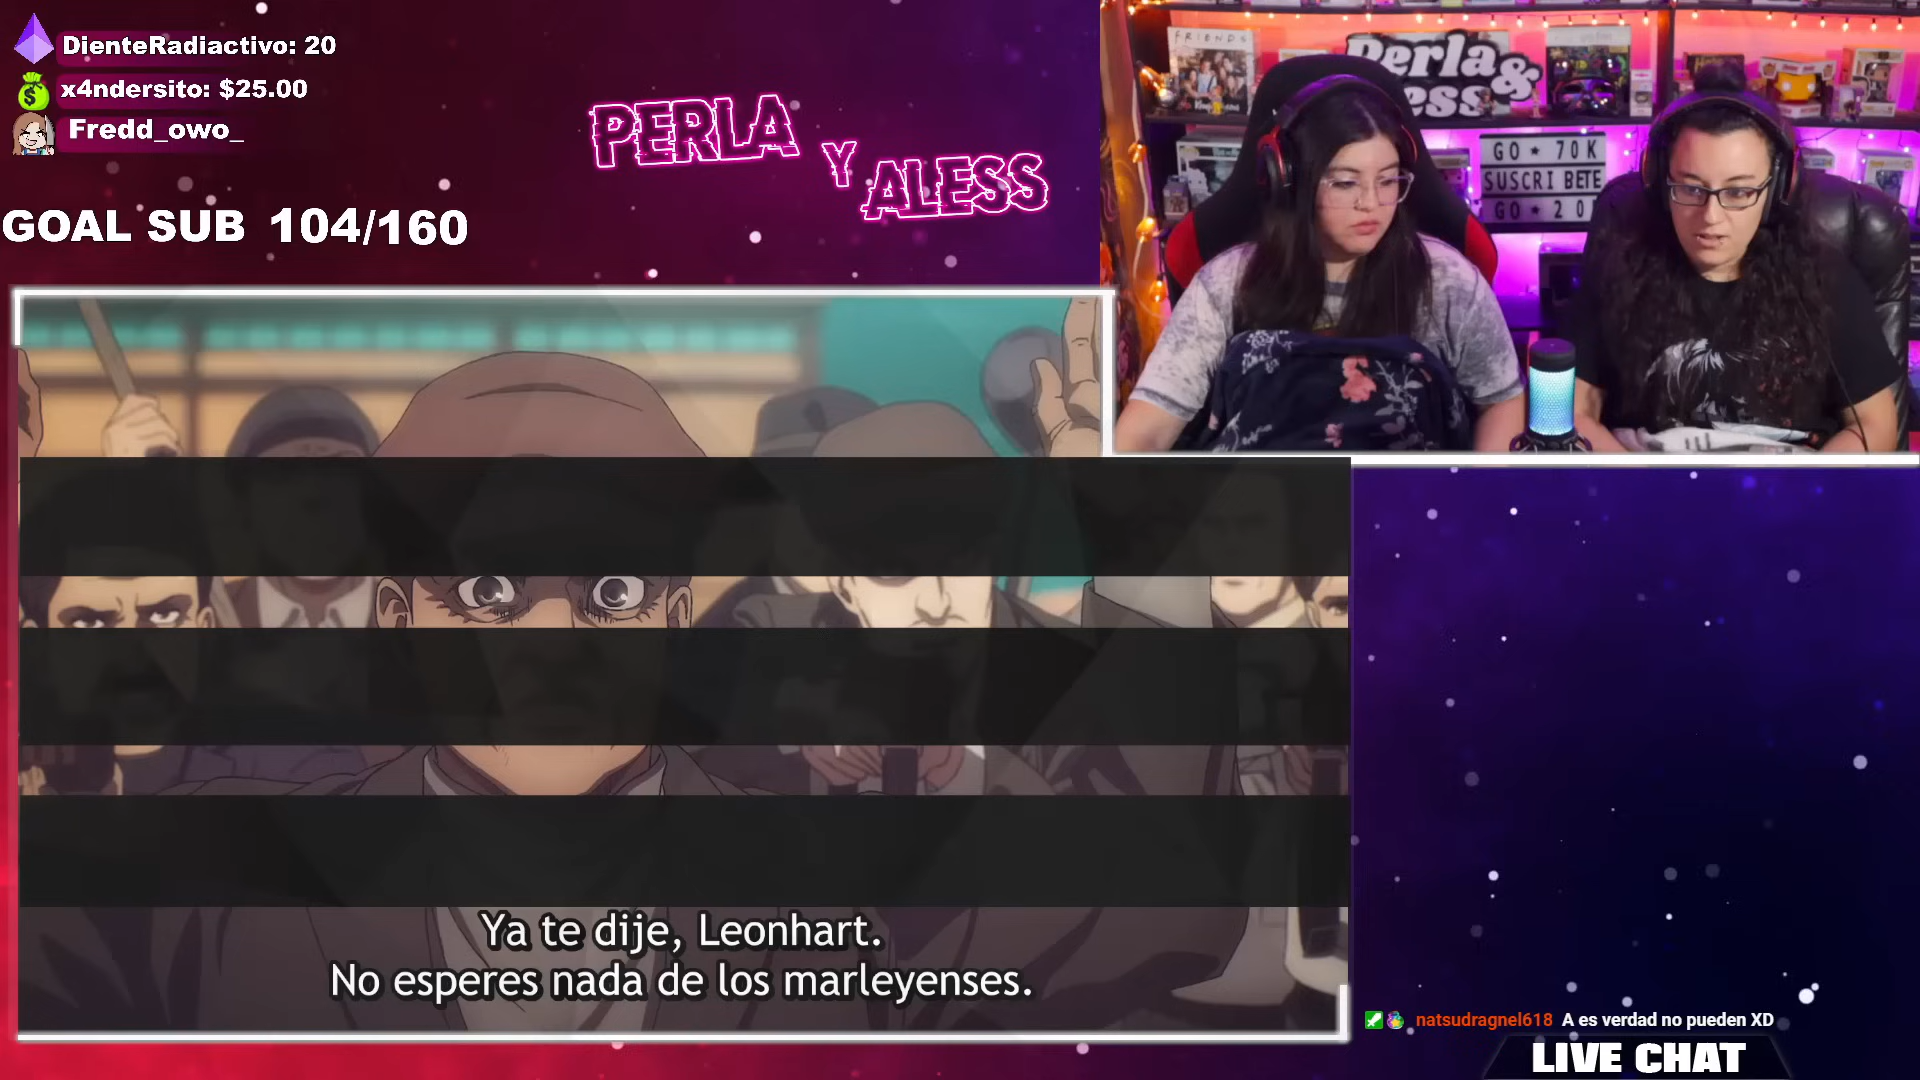 DienteRadiactivo: 20
x4ndersito: $25.00
Fredd_owo_
GOAL SUB 104/160
PERLA
Y
ALESS
FRIENDS
Perla &
ess
GO ★ 70K
SUSCRI BETE
GO ★ 20
Ya te dije, Leonhart.
No esperes nada de los marleyenses.
natsudragnel618 A es verdad no pueden XD
LIVE CHAT